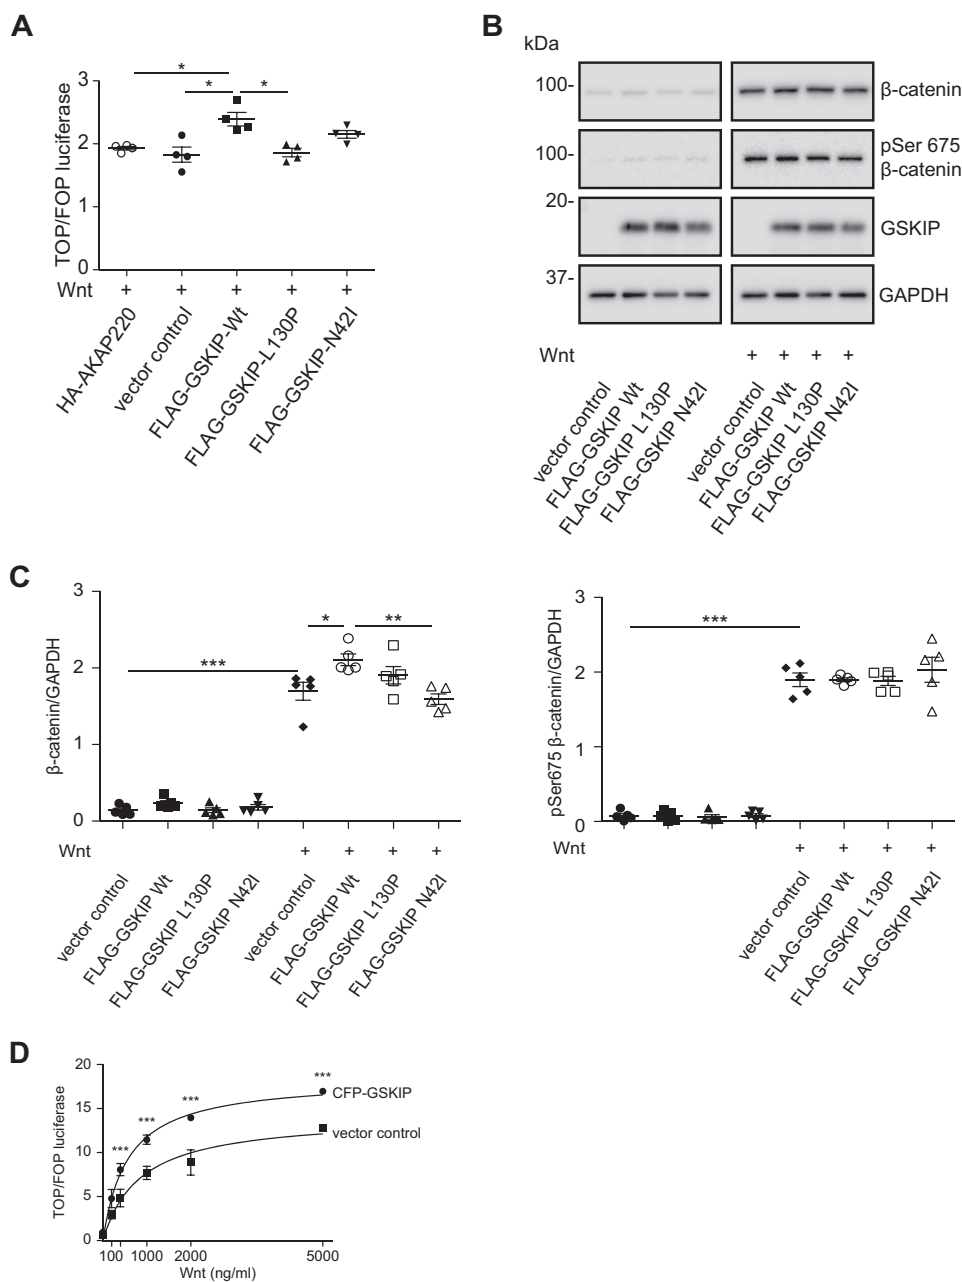 A
TOP/FOP luciferase
3
2
1
0
*
*
*
Wnt + + + + +
HA-AKAP220
vector control
FLAG-GSKIP-Wt
FLAG-GSKIP-L130P
FLAG-GSKIP-N42I
B
kDa
100-
β-catenin
100-
pSer 675
β-catenin
20-
GSKIP
37-
GAPDH
Wnt + + + +
vector control
FLAG-GSKIP Wt
FLAG-GSKIP L130P
FLAG-GSKIP N42I
vector control
FLAG-GSKIP Wt
FLAG-GSKIP L130P
FLAG-GSKIP N42I
C
β-catenin/GAPDH
3
2
1
0
***
*
**
Wnt + + + +
vector control
FLAG-GSKIP Wt
FLAG-GSKIP L130P
FLAG-GSKIP N42I
vector control
FLAG-GSKIP Wt
FLAG-GSKIP L130P
FLAG-GSKIP N42I
pSer675 β-catenin/GAPDH
3
2
1
0
***
Wnt + + + +
vector control
FLAG-GSKIP Wt
FLAG-GSKIP L130P
FLAG-GSKIP N42I
D
TOP/FOP luciferase
20
15
10
5
0
***
***
***
***
CFP-GSKIP
vector control
100 1000 2000 5000
Wnt (ng/ml)